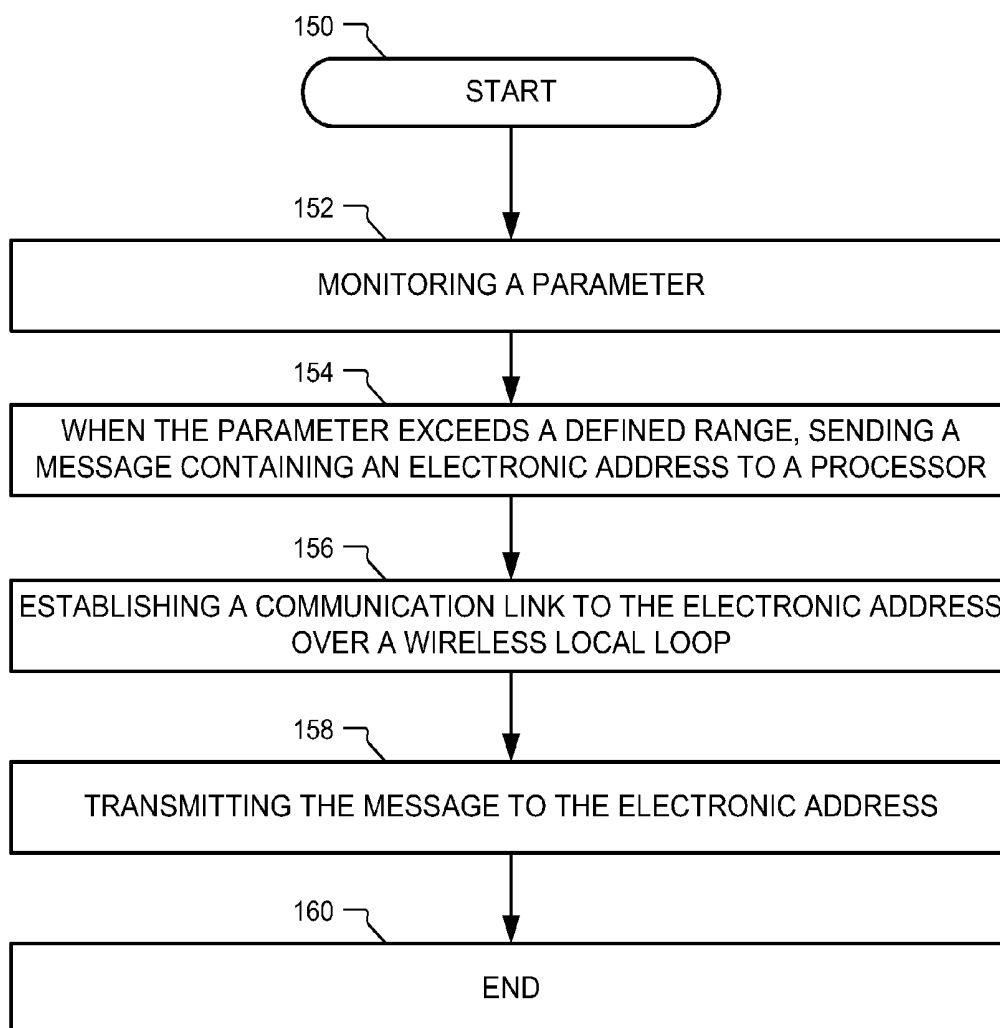 150
START
152
MONITORING A PARAMETER
154
WHEN THE PARAMETER EXCEEDS A DEFINED RANGE, SENDING A
MESSAGE CONTAINING AN ELECTRONIC ADDRESS TO A PROCESSOR
156
ESTABLISHING A COMMUNICATION LINK TO THE ELECTRONIC ADDRESS
OVER A WIRELESS LOCAL LOOP
158
TRANSMITTING THE MESSAGE TO THE ELECTRONIC ADDRESS
160
END